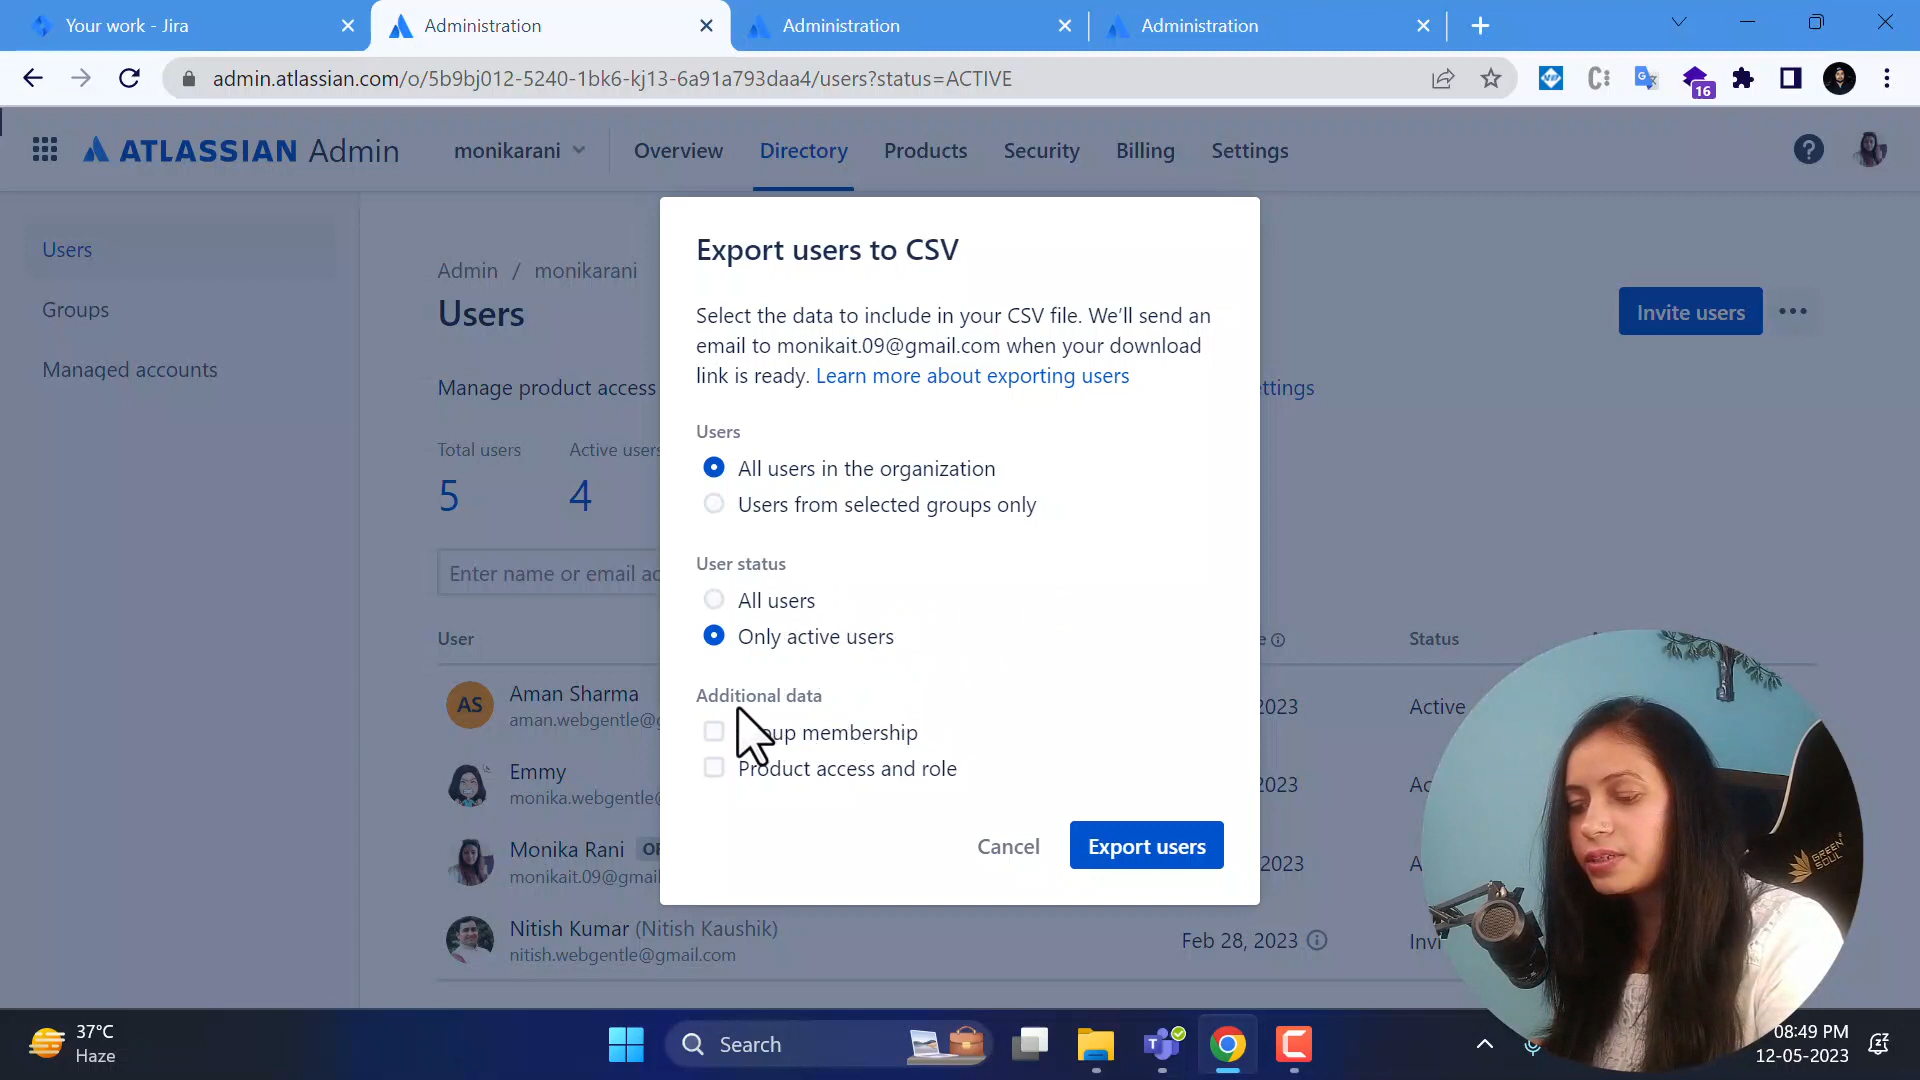 Your work - Jira
Administration
Administration
Administration
admin.atlassian.com/o/5b9bj012-5240-1bk6-kj13-6a91a793daa4/users?status=ACTIVE
16
ATLASSIAN Admin
monikarani
Overview
Directory
Products
Security
Billing
Settings
Users
Groups
Managed accounts
Admin / monikarani
Users
Invite users
Manage product access
ettings
Total users
Active users
5
4
Enter name or email ad
User
Status
AS
Aman Sharma
aman.webgentle@g
2023
Active
Emmy
monika.webgentle@
2023
Monika Rani
monikait.09@gmail
2023
Nitish Kumar (Nitish Kaushik)
nitish.webgentle@gmail.com
Feb 28, 2023
Invi
Export users to CSV
Select the data to include in your CSV file. We’ll send an
email to monikait.09@gmail.com when your download
link is ready. Learn more about exporting users
Users
All users in the organization
Users from selected groups only
User status
All users
Only active users
Additional data
oup membership
Product access and role
Cancel
Export users
GREEN
SOUL
37°C
Haze
Search
08:49 PM
12-05-2023